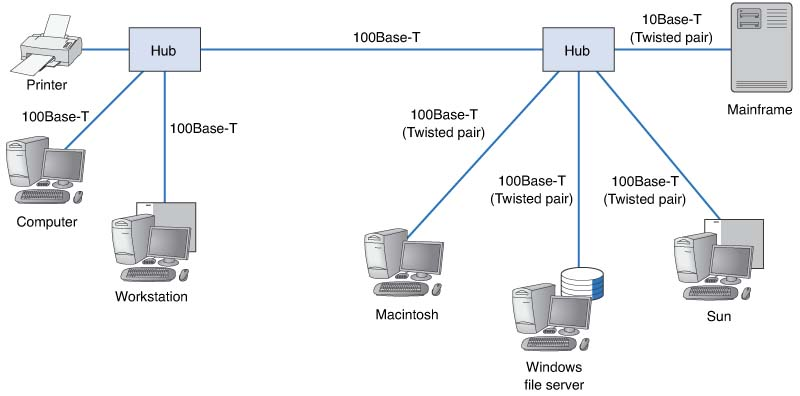 10Base-T
(Twisted pair)
Hub
100Base-T
Hub
Printer
Mainframe
100Base-T
100Base-T
100Base-T
(Twisted pair)
100Base-T
(Twisted pair)
100Base-T
(Twisted pair)
Computer
Workstation
Macintosh
Sun
Windows
file server